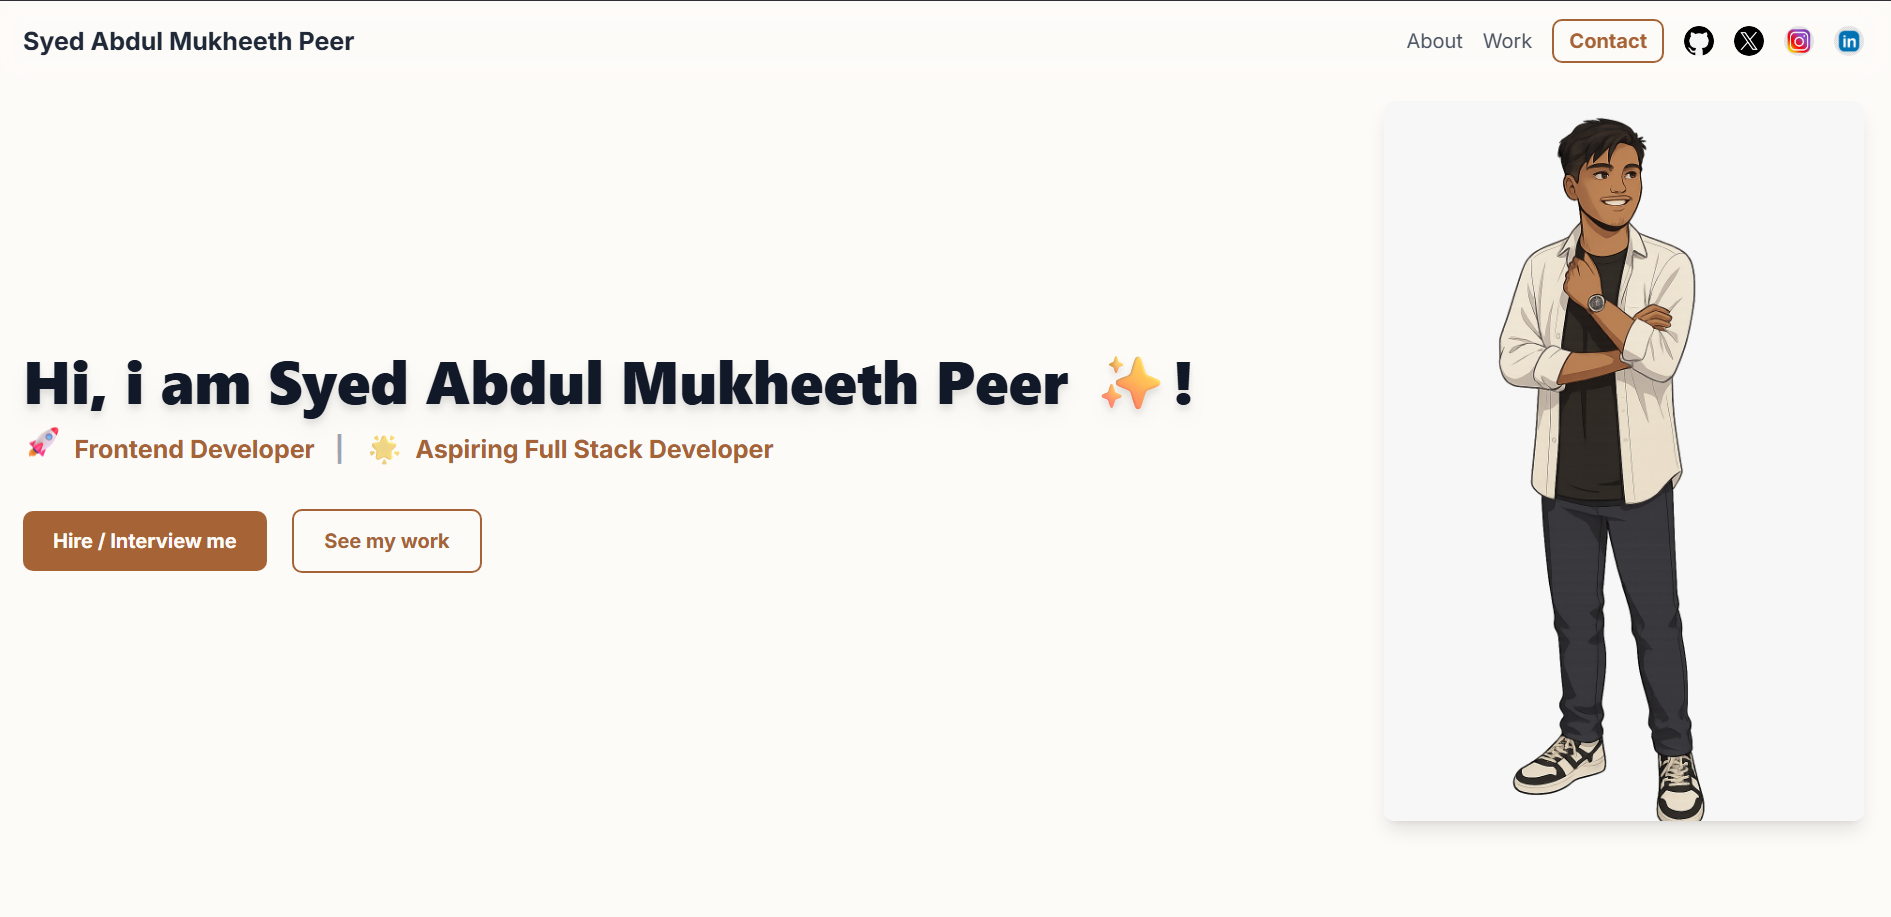 Syed Abdul Mukheeth Peer
About Work Contact in
Hi, i am Syed Abdul Mukheeth Peer ✨ !
🚀 Frontend Developer | 🌟 Aspiring Full Stack Developer
Hire / Interview me
See my work